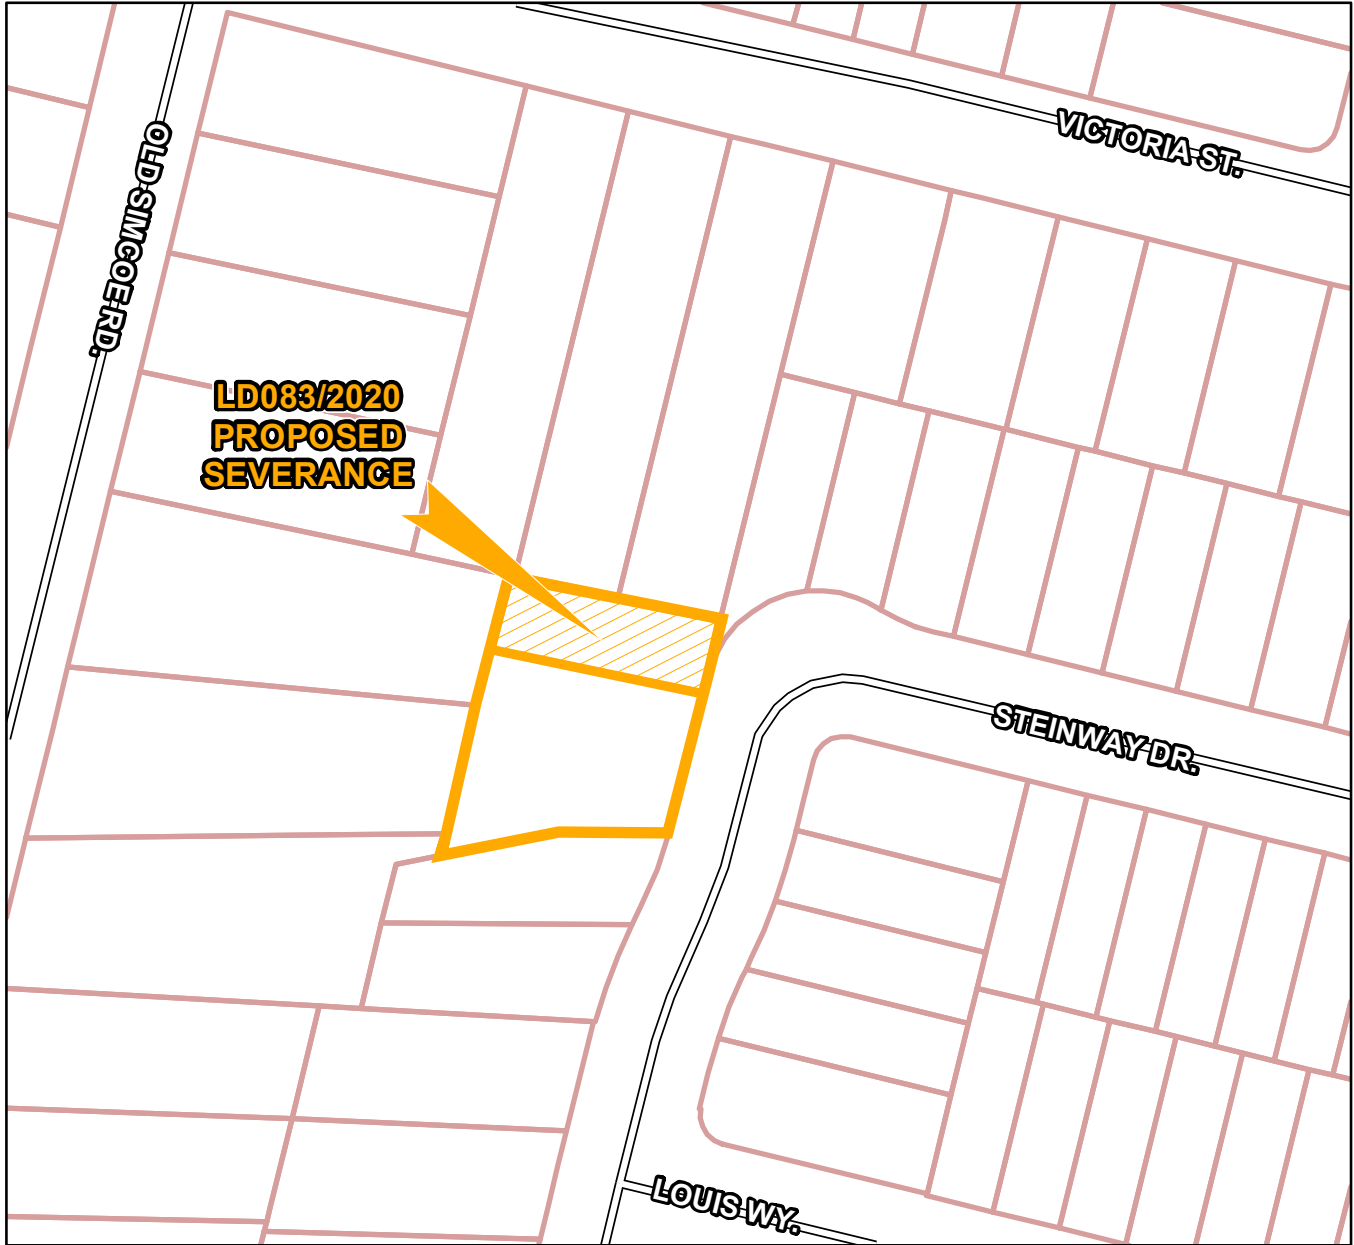 VICTORIA ST.
OLD SIMCOE RD.
LD083/2020
PROPOSED
SEVERANCE
STEINWAY DR.
LOUIS WY.